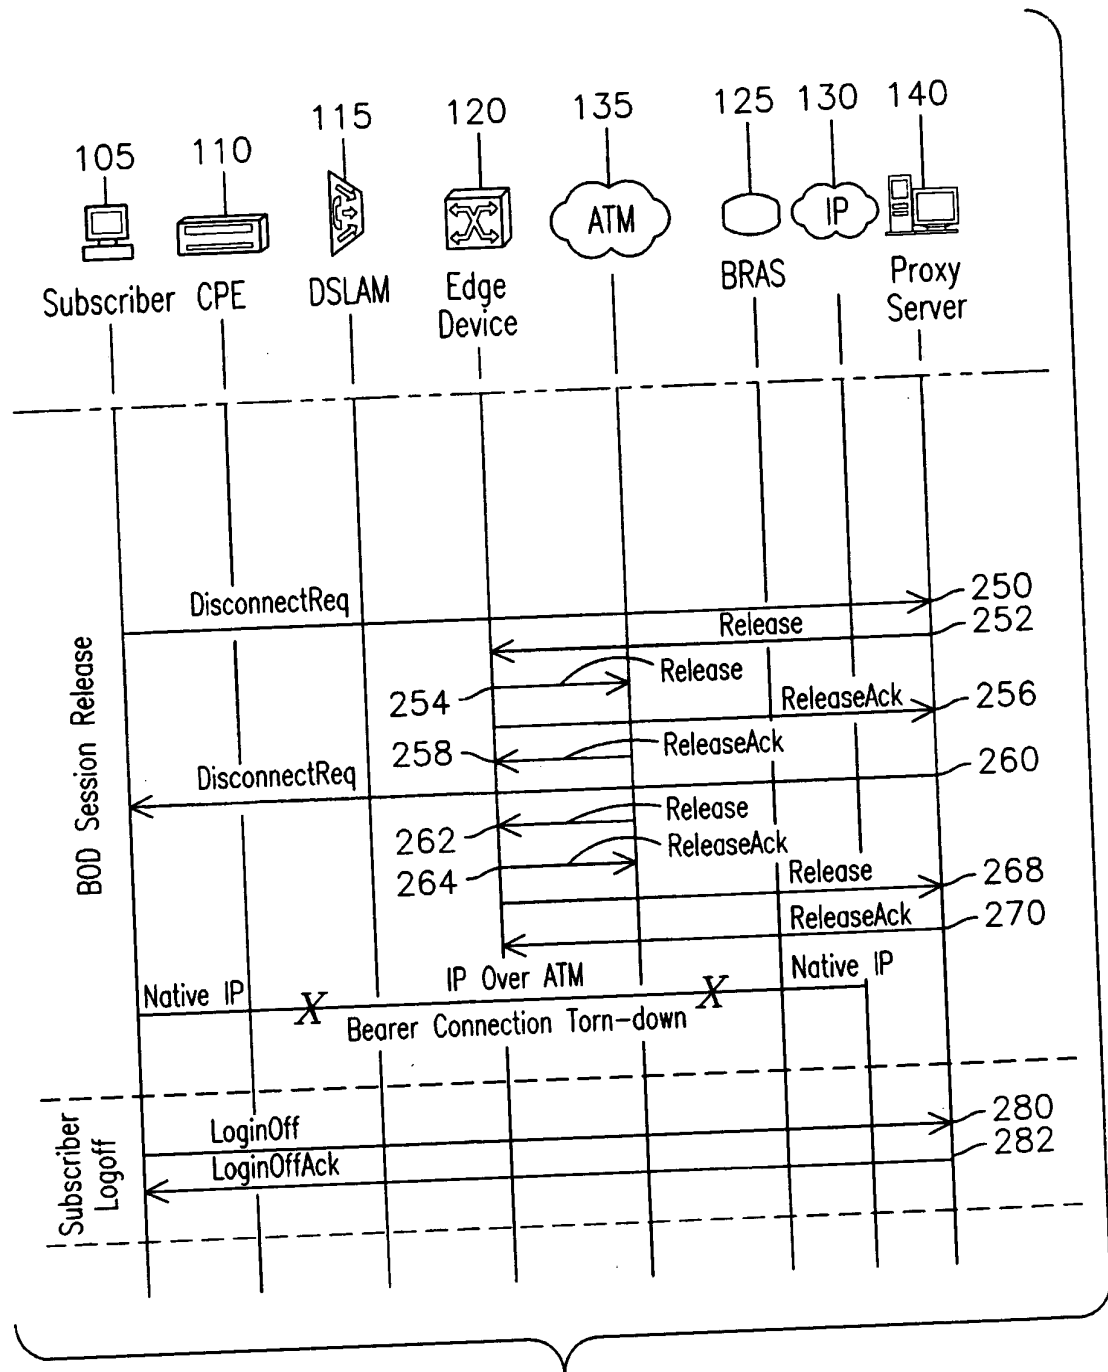 105
110
115
120
135
125
130
140
ATM
IP
Subscriber
CPE
DSLAM
Edge
Device
BRAS
Proxy
Server
BOD Session Release
DisconnectReq
250
Release
252
254
Release
ReleaseAck
256
258
ReleaseAck
DisconnectReq
260
262
Release
264
ReleaseAck
Release
268
ReleaseAck
270
Native IP
X
IP Over ATM
X
Native IP
Bearer Connection Torn-down
Subscriber
Logoff
LoginOff
280
LoginOffAck
282